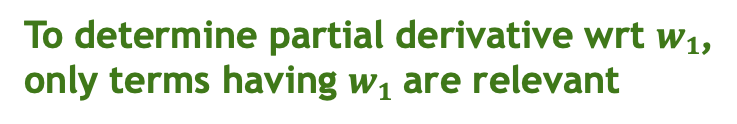 To determine partial derivative wrt w₁,
only terms having w₁ are relevant